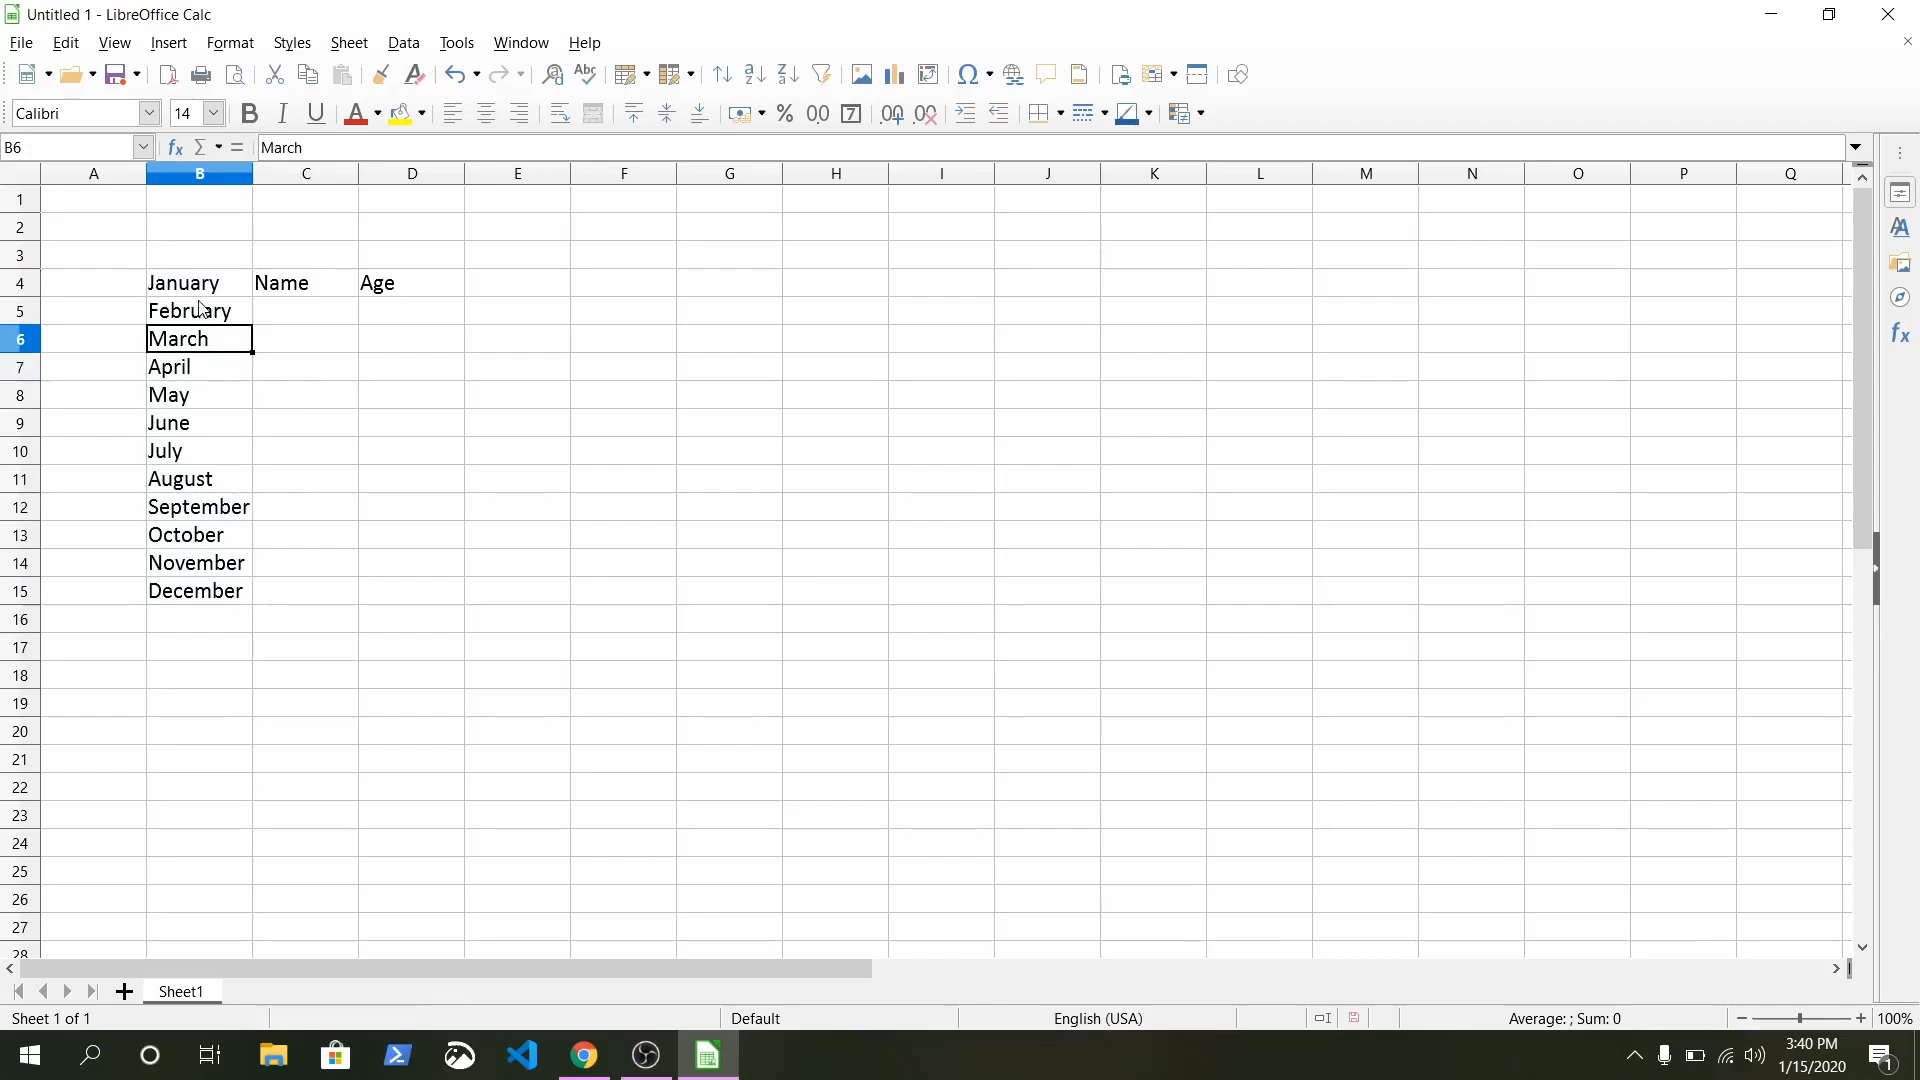 Untitled 1 - LibreOffice Calc
File Edit View Insert Format Styles Sheet Data Tools Window Help
Calibri 14
B6 March
A B C D E F G H I J K L M N O P Q
1
2
3
4 January Name Age
5 February
6 March
7 April
8 May
9 June
10 July
11 August
12 September
13 October
14 November
15 December
16
17
18
19
20
21
22
23
24
25
26
27
28
Sheet1
Sheet 1 of 1 Default English (USA) Average: ; Sum: 0 100%
3:40 PM
1/15/2020
1